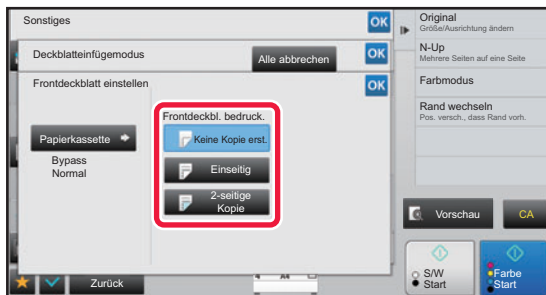 Sonstiges
OK
Deckblatteinfügemodus
Alle abbrechen
OK
Frontdeckblatt einstellen
OK
Papierkassette
Bypass
Normal
Frontdeckbl. bedruck.
Keine Kopie erst.
Einseitig
2-seitige
Kopie
Zurück
A4
Original
Größe/Ausrichtung ändern
N-Up
Mehrere Seiten auf eine Seite
Farbmodus
Rand wechseln
Pos. versch., dass Rand vorh.
Vorschau
CA
S/W
Start
Farbe
Start